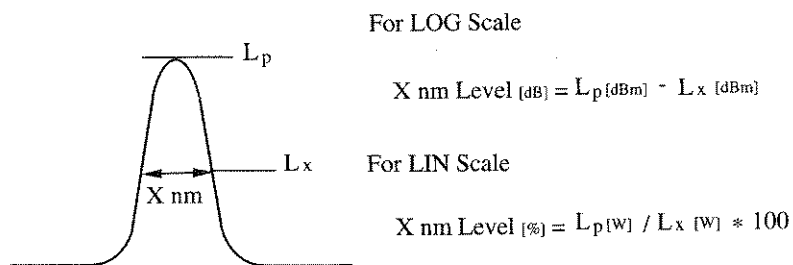 For LOG Scale
Lp
X nm Level [dB] = Lp[dBm] - Lx [dBm]
Lx
For LIN Scale
X nm
X nm Level [%] = Lp[W] / Lx [W] * 100